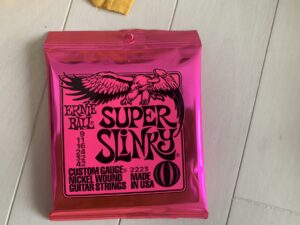 ERNIE
BALL
SUPER
SLINKY
9
11
16
24
32
42
CUSTOM GAUGE 2223
NICKEL WOUND
GUITAR STRINGS
MADE
IN USA